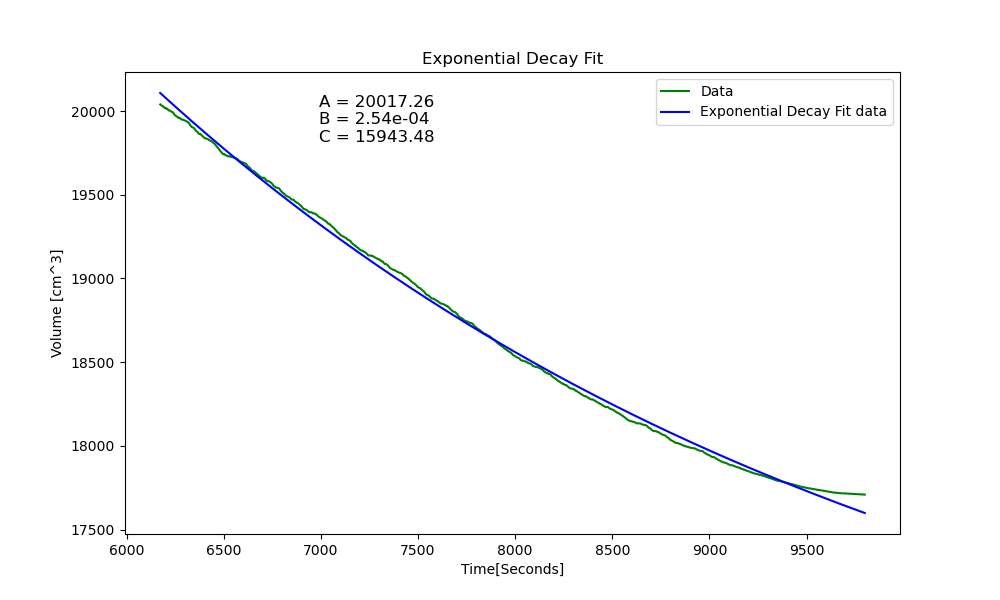 Exponential Decay Fit
A = 20017.26
B = 2.54e-04
C = 15943.48
Data
Exponential Decay Fit data
Volume [cm^3]
20000
19500
19000
18500
18000
17500
6000 6500 7000 7500 8000 8500 9000 9500
Time[Seconds]